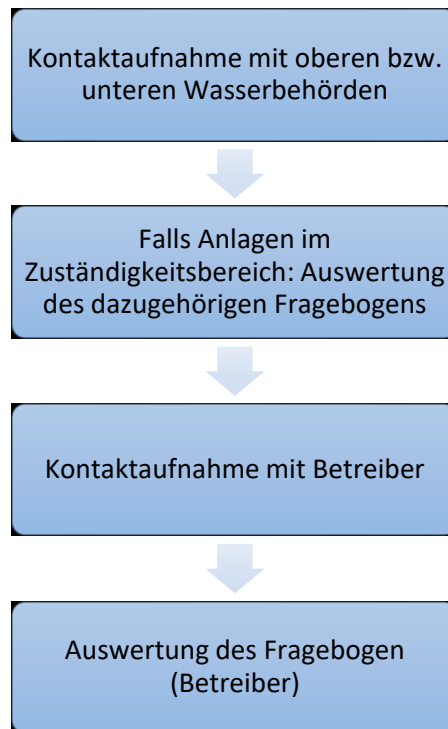 Kontaktaufnahme mit oberen bzw.
unteren Wasserbehörden
Falls Anlagen im
Zuständigkeitsbereich: Auswertung
des dazugehörigen Fragebogens
Kontaktaufnahme mit Betreiber
Auswertung des Fragebogen
(Betreiber)